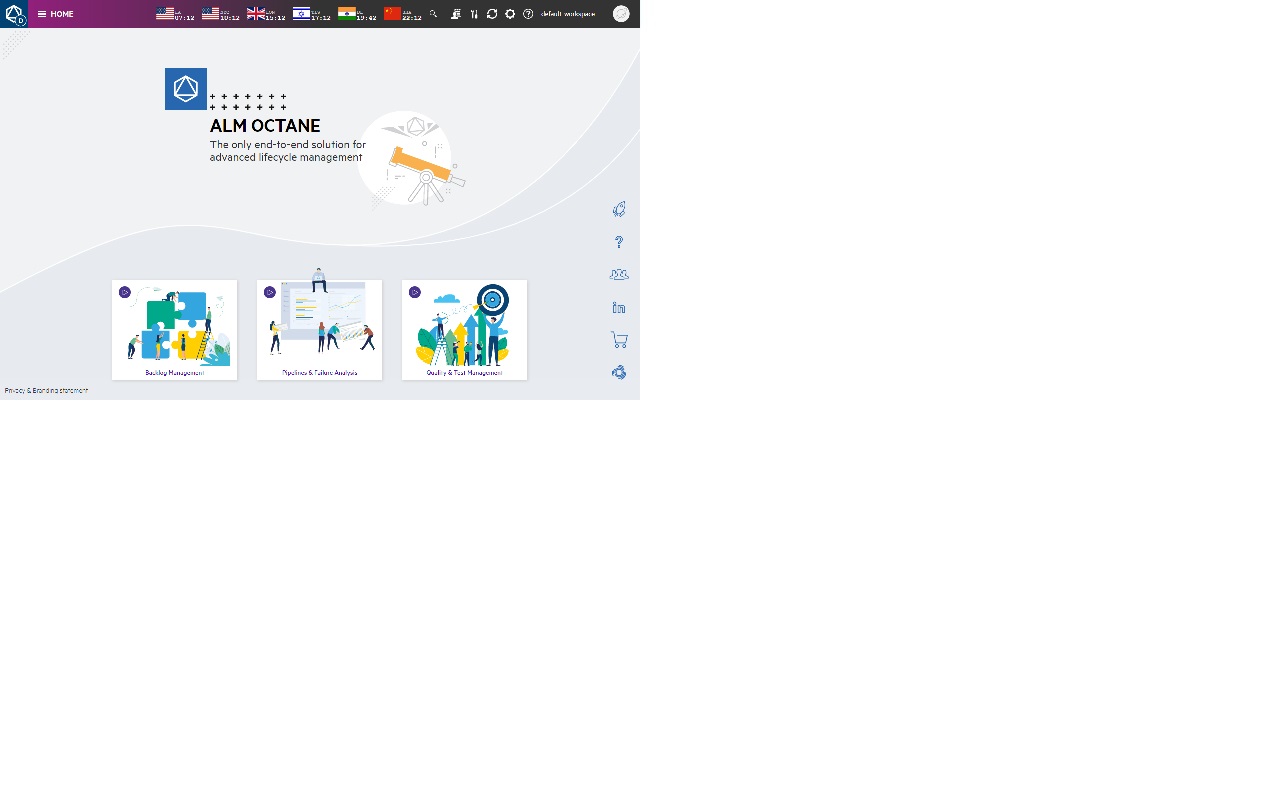 D
HOME
07:12
10:12
15:12
17:12
19:42
22:12
default workspace
ALM OCTANE
The only end-to-end solution for
advanced lifecycle management
?
in
Backlog Management
Pipelines & Failure Analysis
Quality & Test Management
Privacy & Branding statement